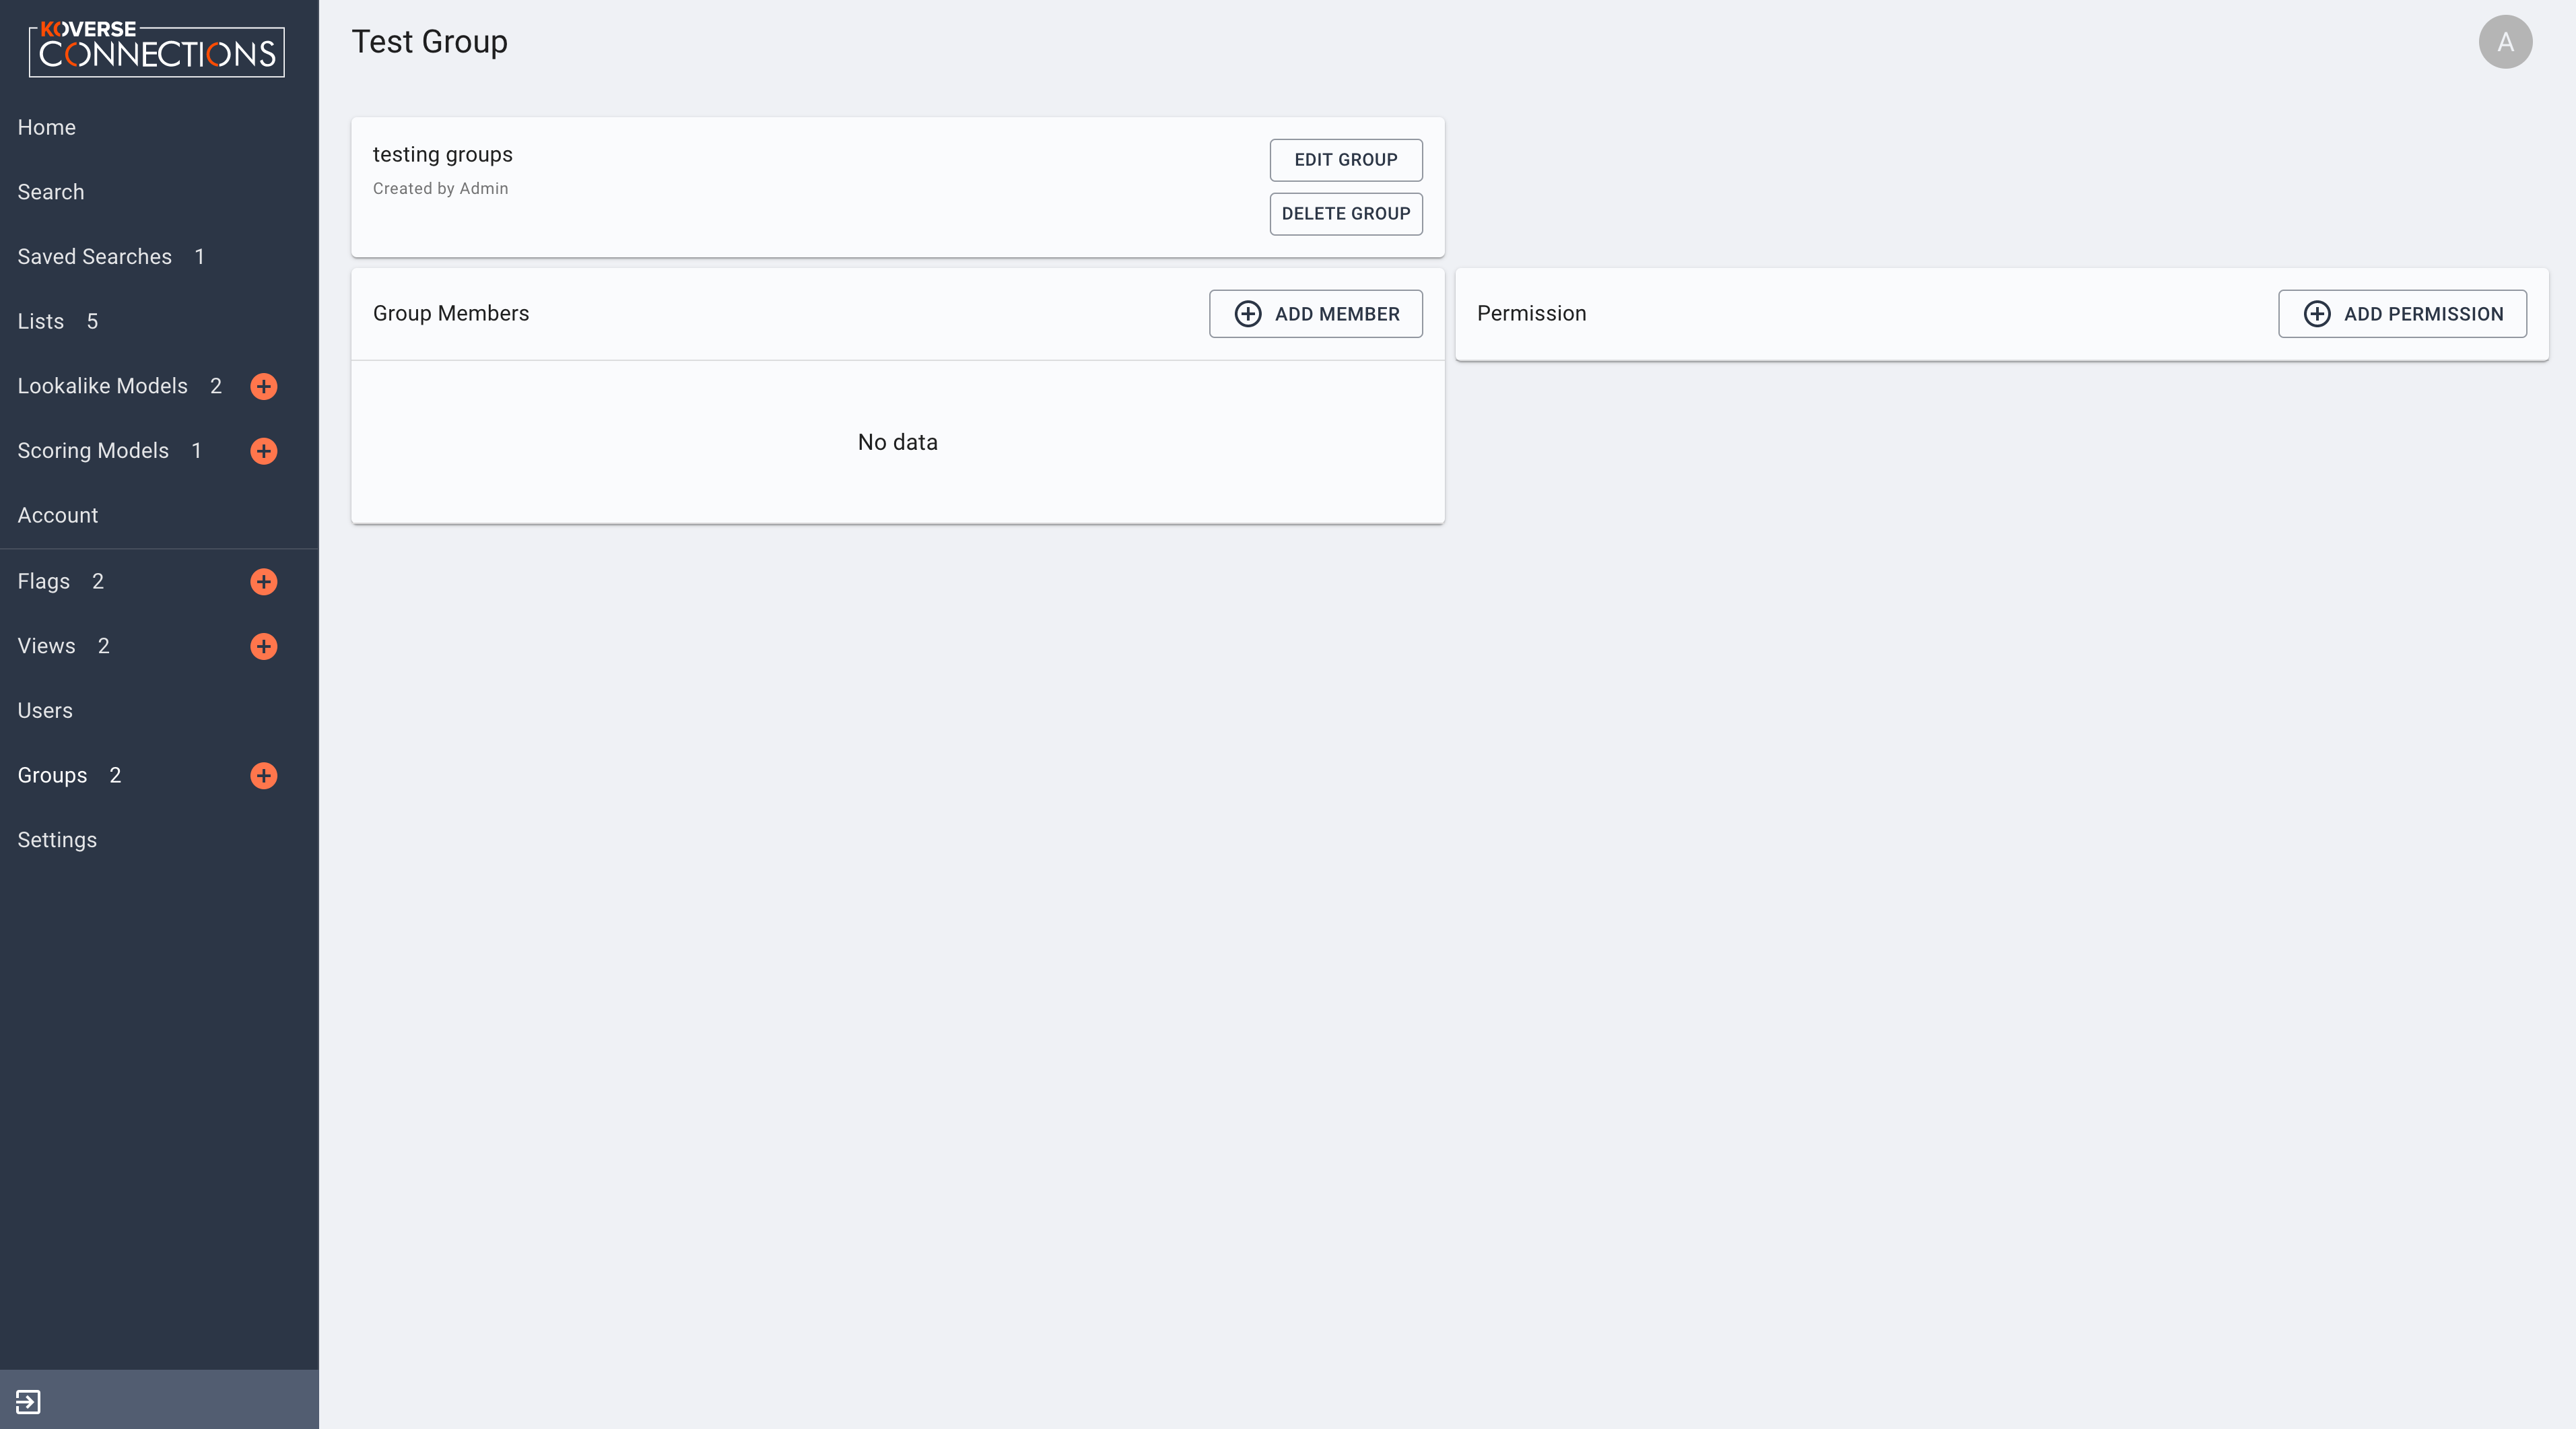 KOVERSE
CONNECTIONS
Home
Search
Saved Searches 1
Lists 5
Lookalike Models 2
Scoring Models 1
Account
Flags 2
Views 2
Users
Groups 2
Settings
Test Group
A
testing groups
Created by Admin
EDIT GROUP
DELETE GROUP
Group Members
ADD MEMBER
No data
Permission
ADD PERMISSION